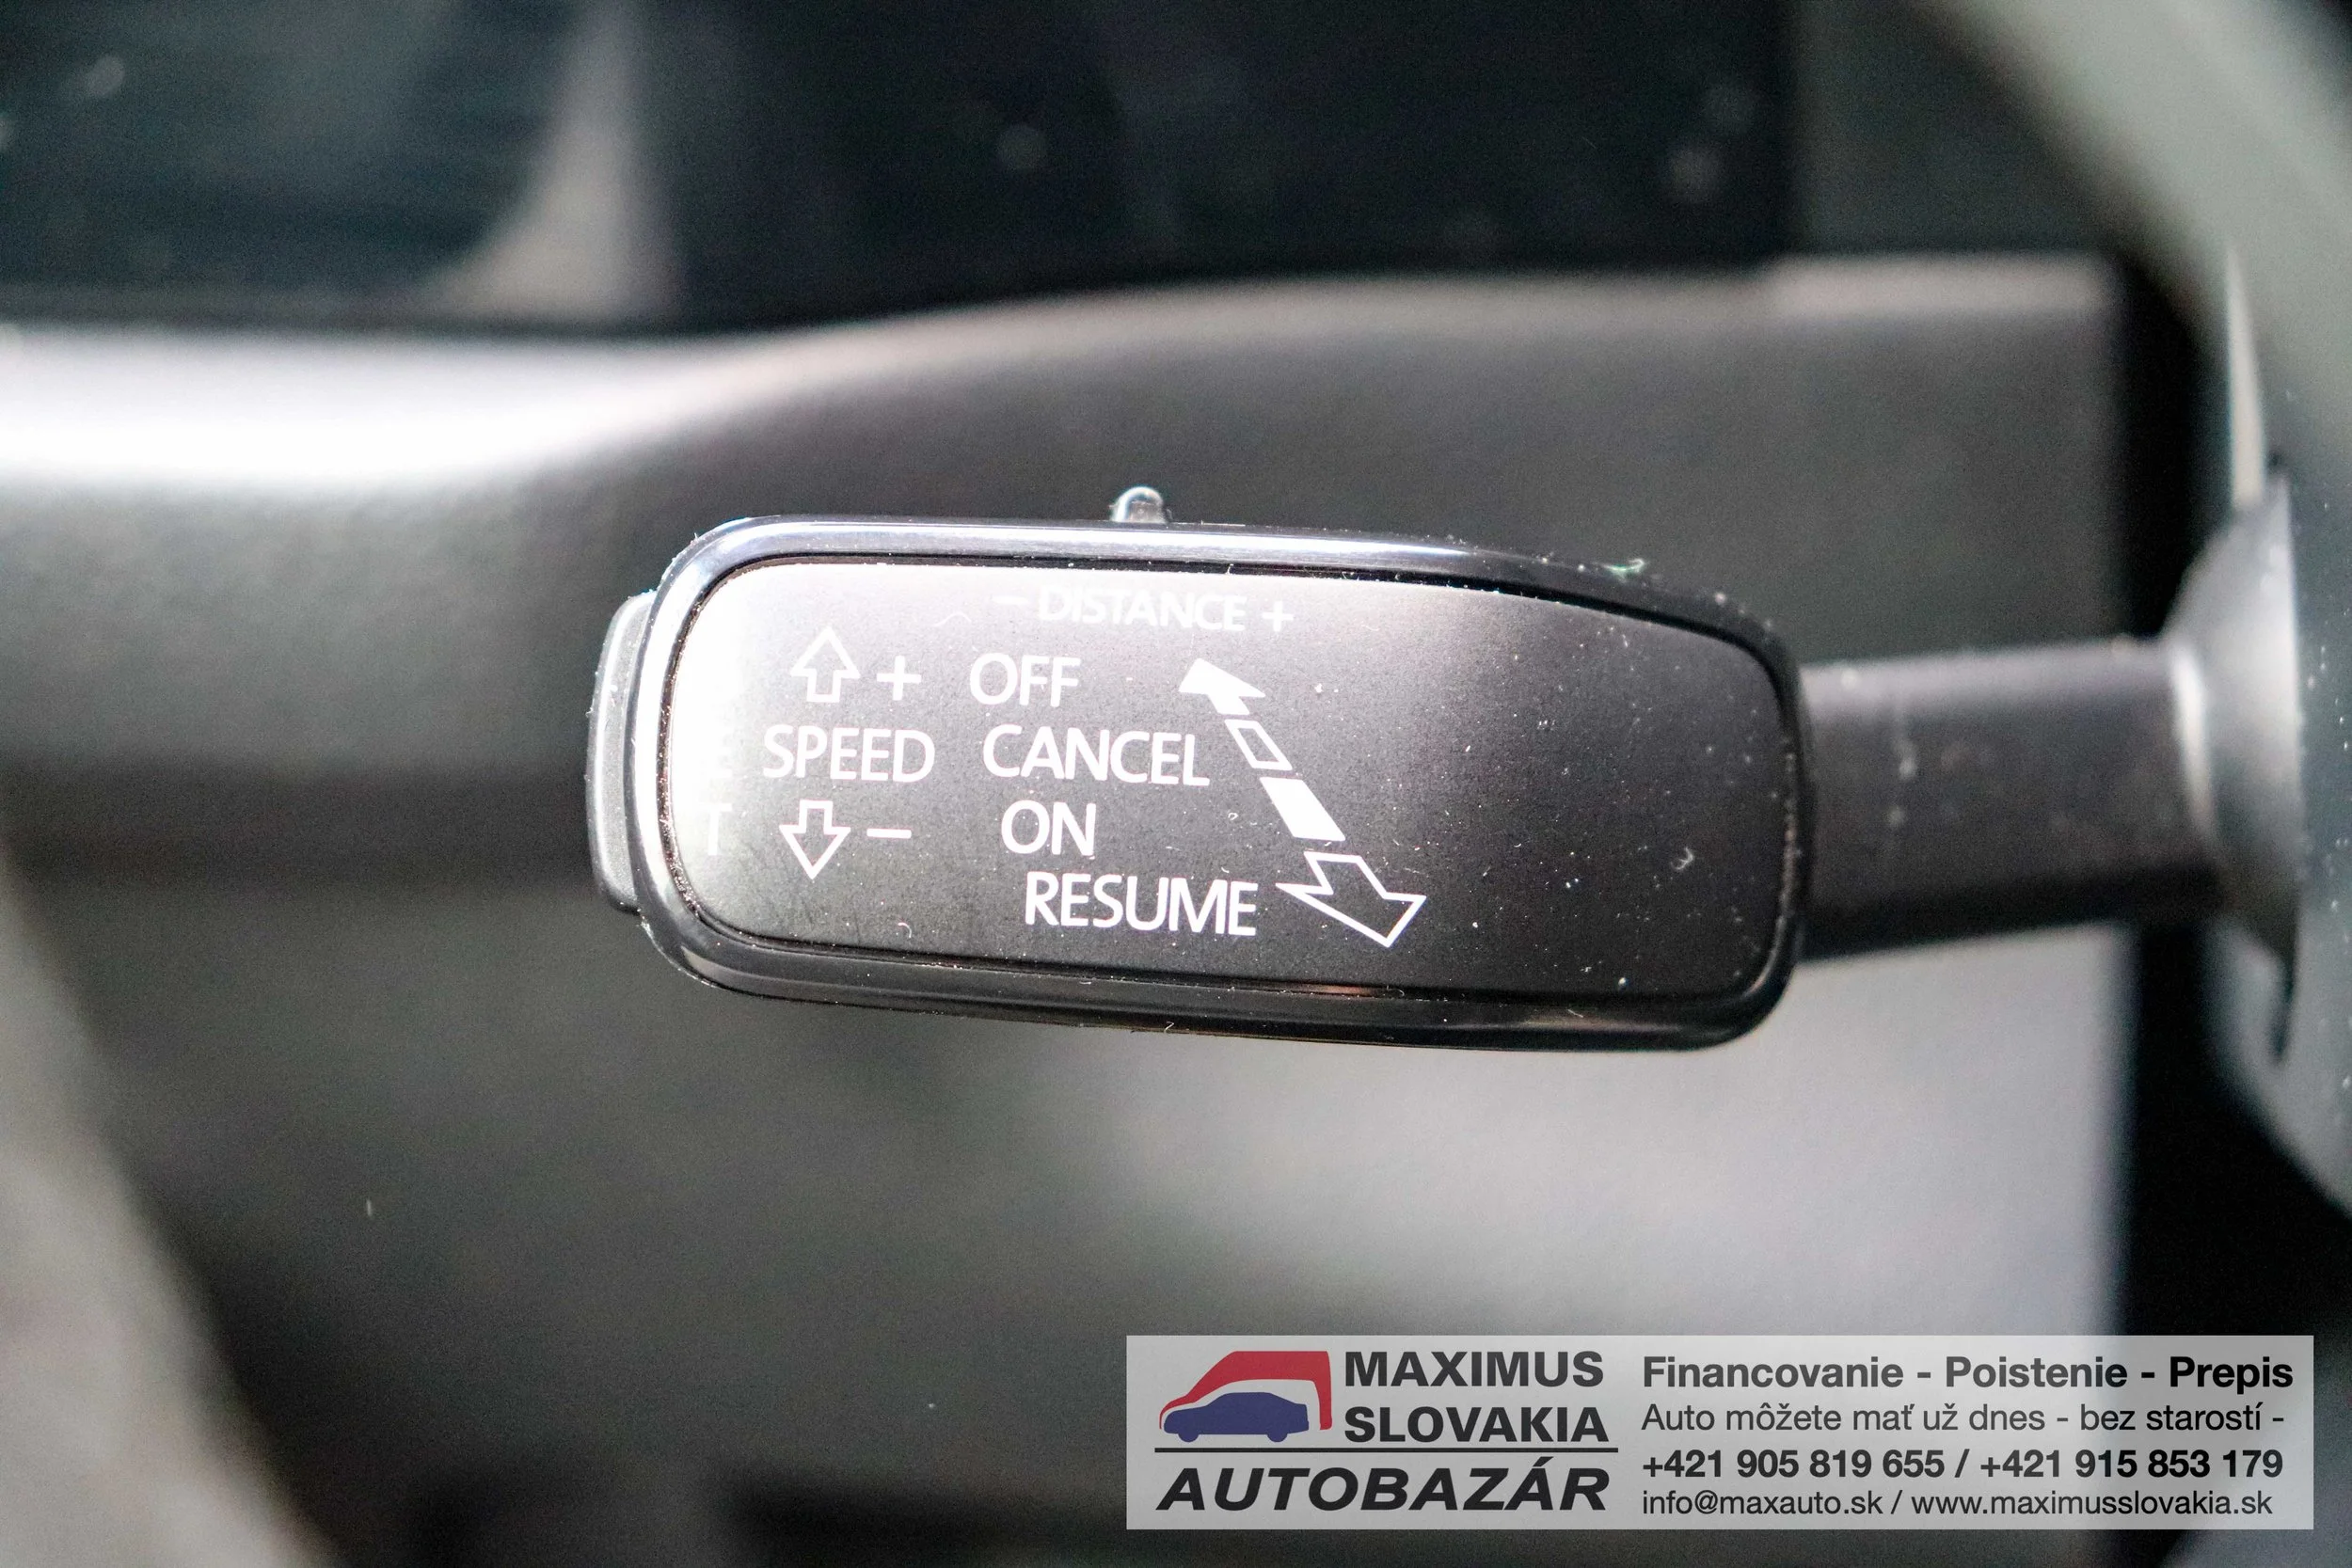 – DISTANCE +
+ OFF
SPEED CANCEL
– ON
RESUME
MAXIMUS
SLOVAKIA
AUTOBAZÁR
Financovanie - Poistenie - Prepis
Auto môžete mať už dnes - bez starostí -
+421 905 819 655 / +421 915 853 179
info@maxauto.sk / www.maximusslovakia.sk